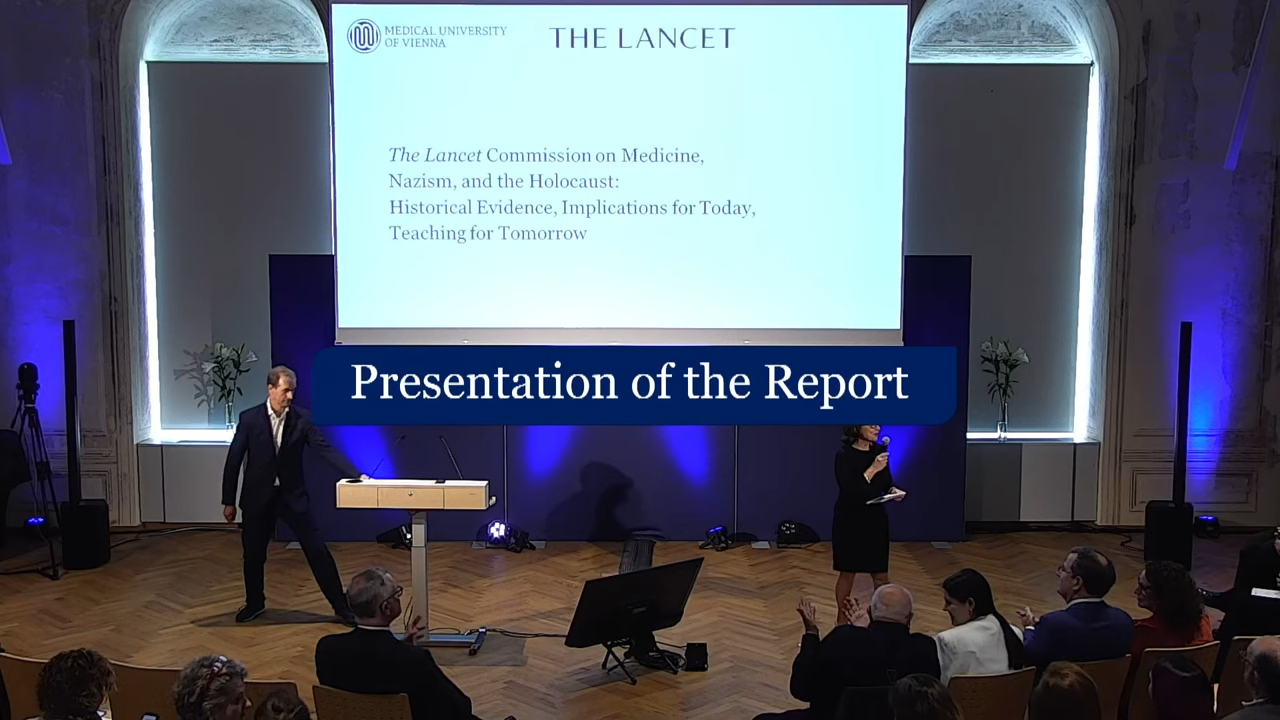 MEDICAL UNIVERSITY
OF VIENNA
THE LANCET
The Lancet Commission on Medicine,
Nazism, and the Holocaust:
Historical Evidence, Implications for Today,
Teaching for Tomorrow
Presentation of the Report